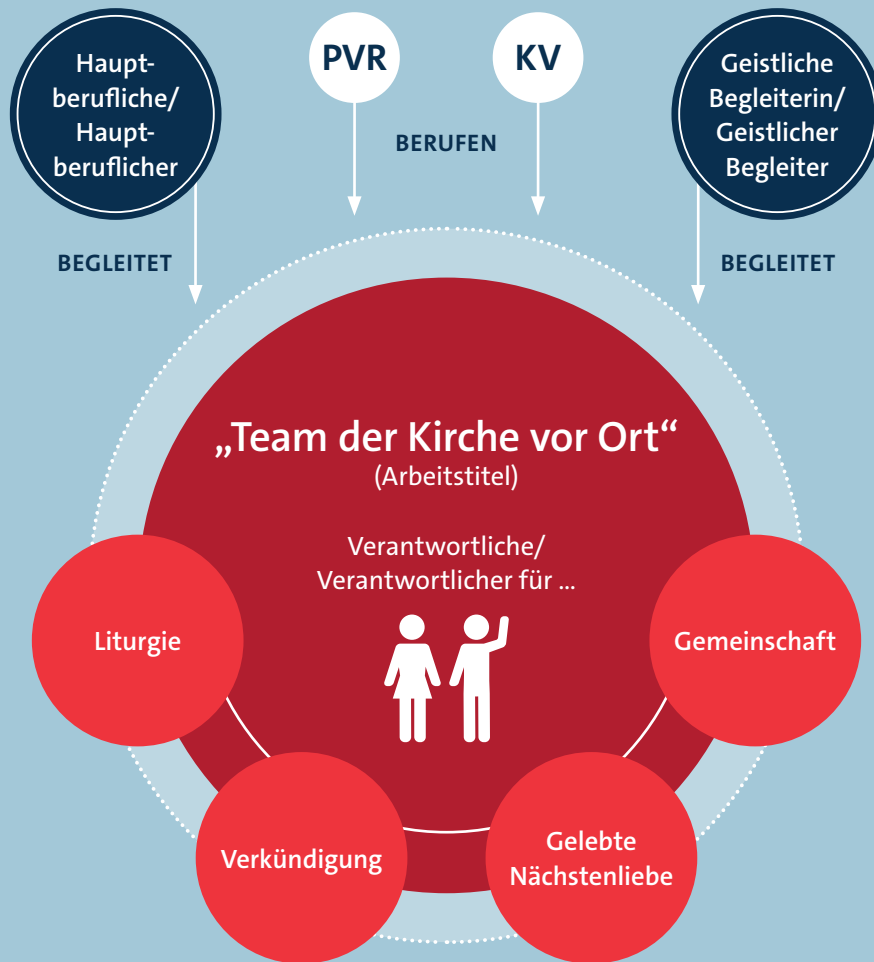 Haupt-
berufliche/
Haupt-
beruflicher
PVR
KV
Geistliche
Begleiterin/
Geistlicher
Begleiter
BERUFEN
BEGLEITET
BEGLEITET
„Team der Kirche vor Ort“
(Arbeitstitel)
Verantwortliche/
Verantwortlicher für ...
Liturgie
Gemeinschaft
Verkündigung
Gelebte
Nächstenliebe